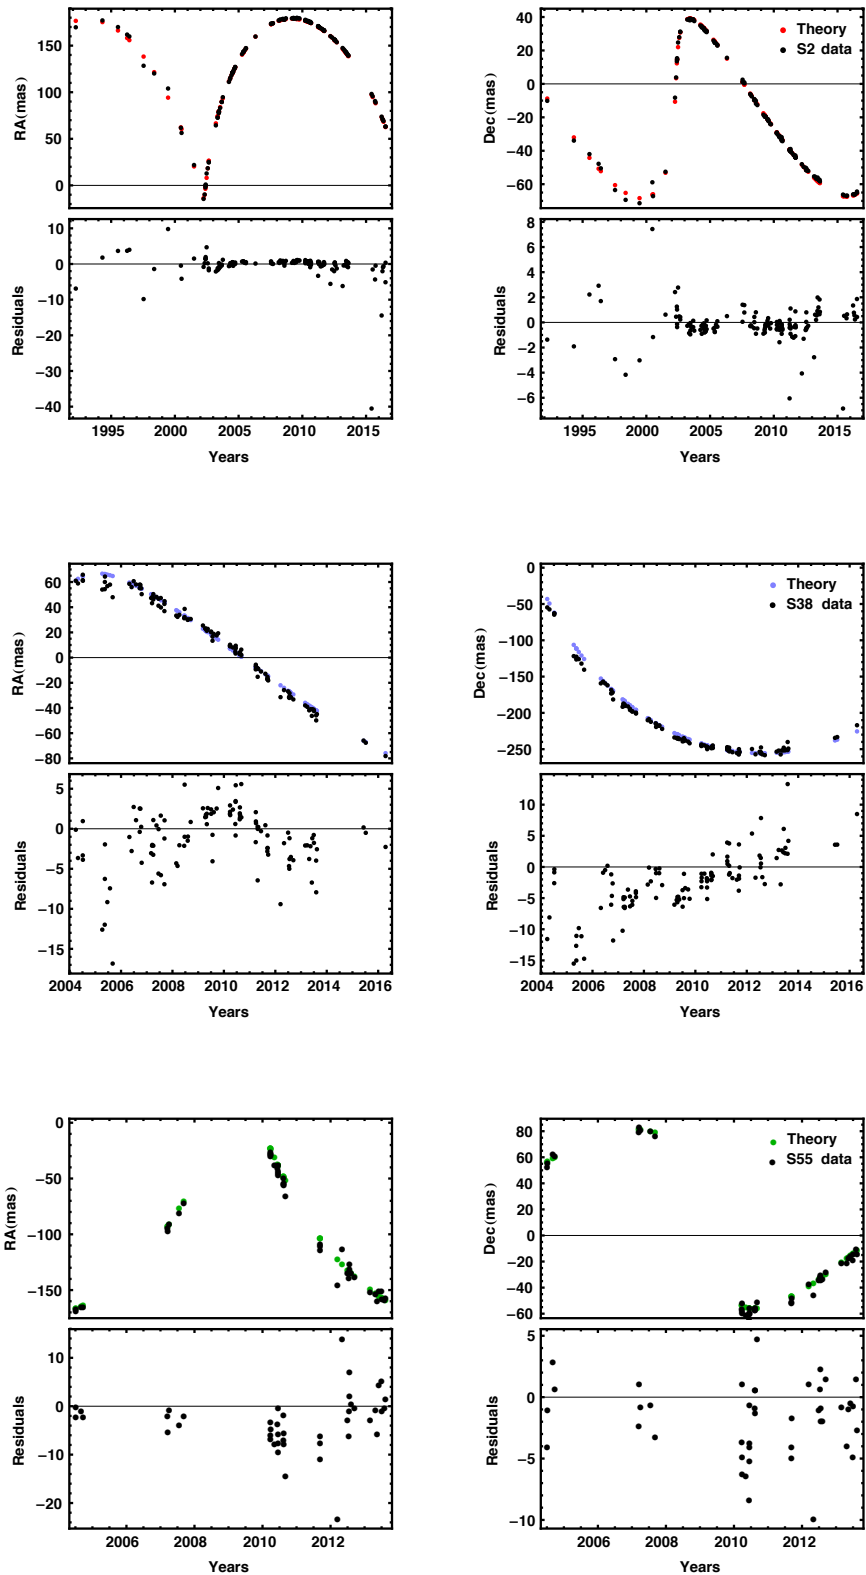 RA(mas)
150
100
50
0
Dec(mas)
40
20
0
−20
−40
−60
Theory
S2 data
Residuals
10
0
−10
−20
−30
−40
1995 2000 2005 2010 2015
Years
Residuals
8
6
4
2
0
−2
−4
−6
1995 2000 2005 2010 2015
Years
RA(mas)
60
40
20
0
−20
−40
−60
−80
Dec(mas)
0
−50
−100
−150
−200
−250
Theory
S38 data
Residuals
5
0
−5
−10
−15
2004 2006 2008 2010 2012 2014 2016
Years
Residuals
10
5
0
−5
−10
−15
2004 2006 2008 2010 2012 2014 2016
Years
RA(mas)
0
−50
−100
−150
Dec(mas)
80
60
40
20
0
−20
−40
−60
Theory
S55 data
Residuals
10
0
−10
−20
2006 2008 2010 2012
Years
Residuals
5
0
−5
−10
2006 2008 2010 2012
Years